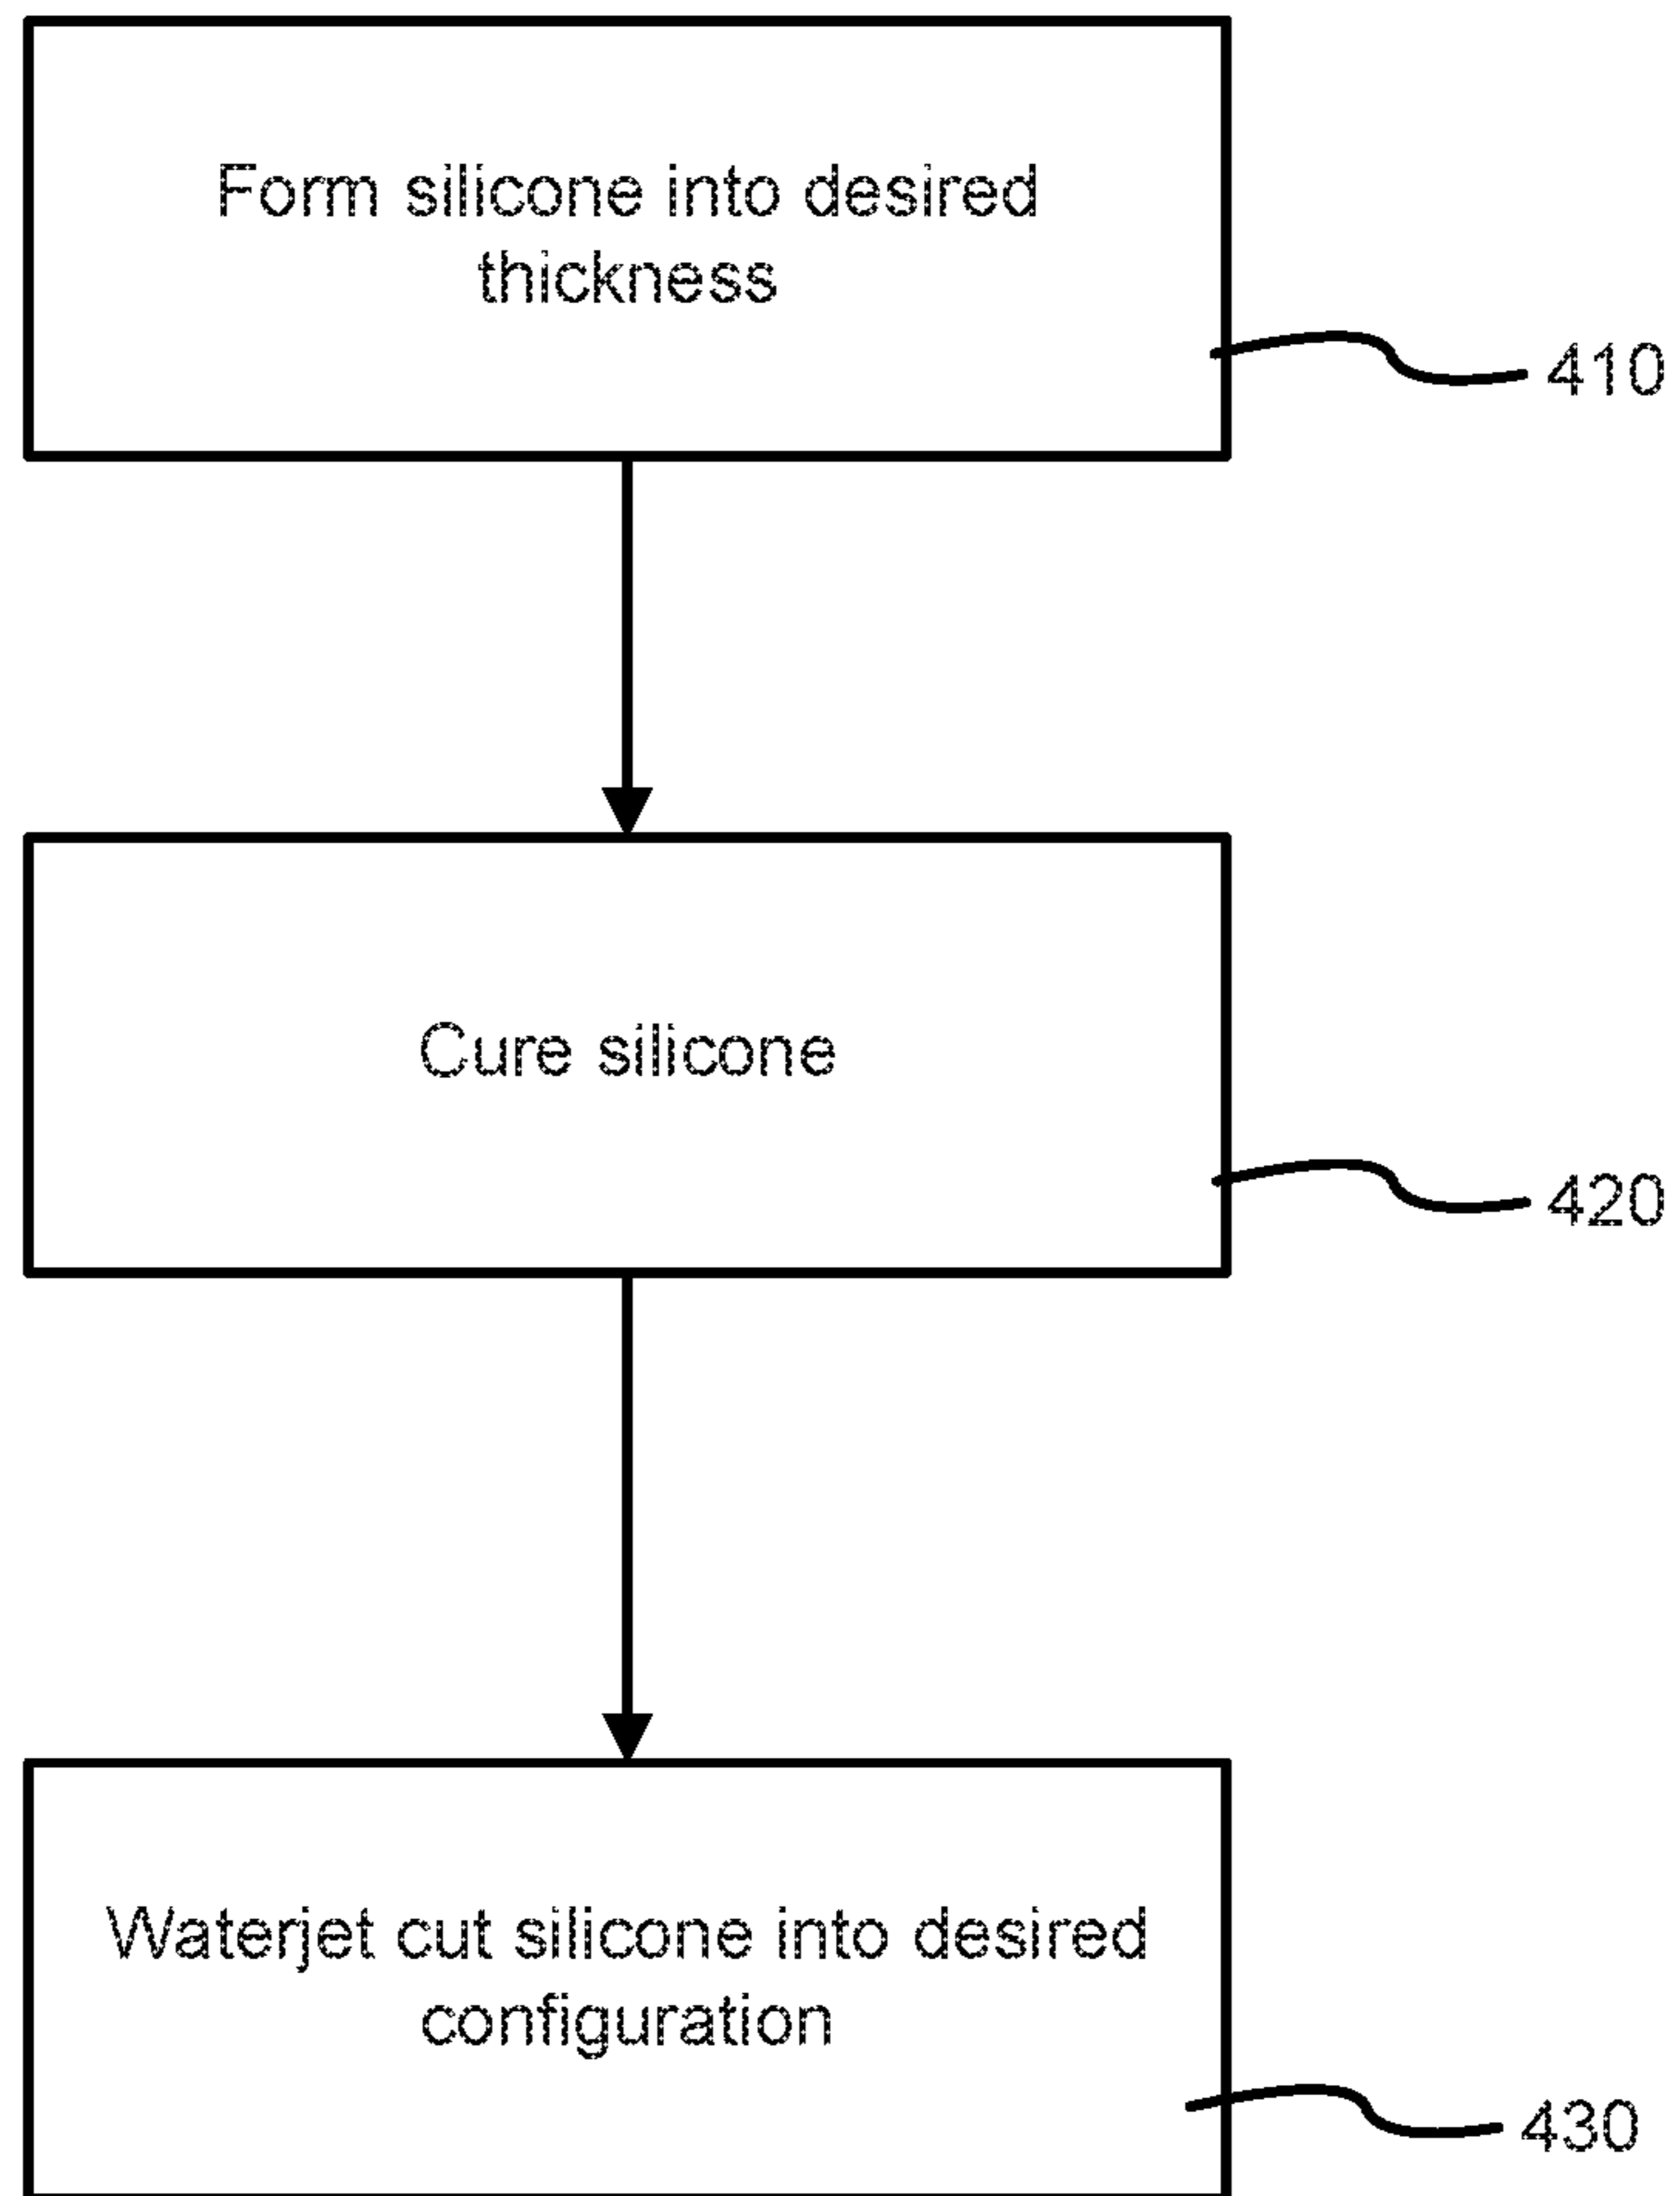 Form silicone into desired
thickness
410
Cure silicone
420
Waterjet cut silicone into desired
configuration
430